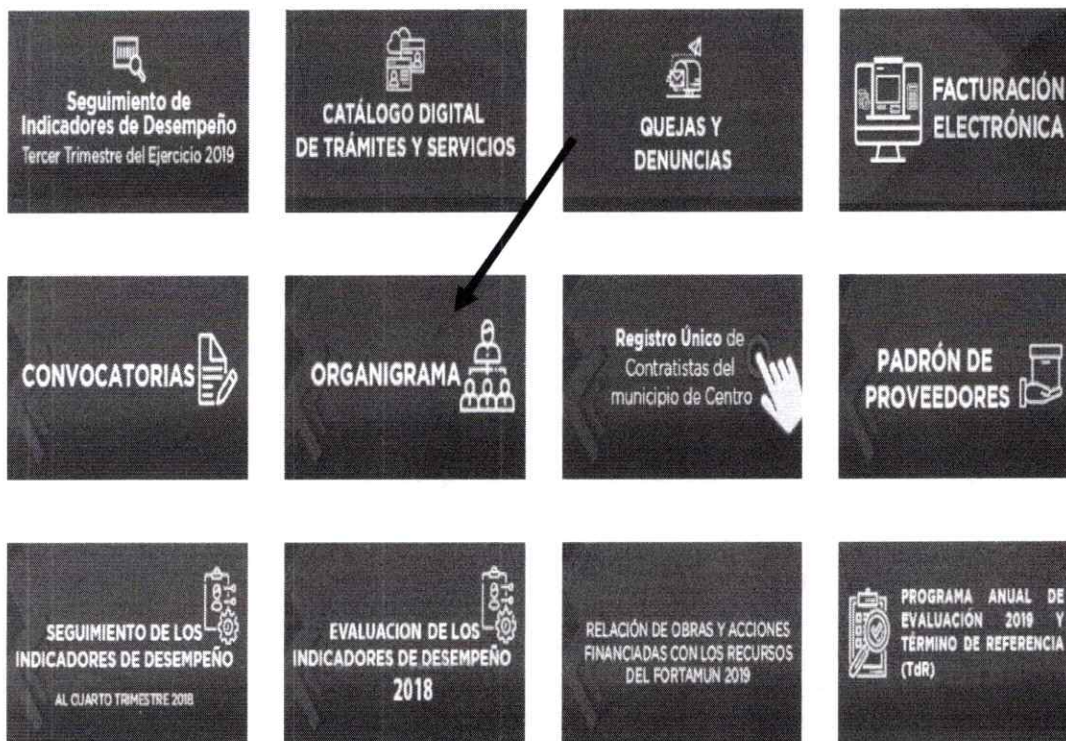 Seguimiento de
Indicadores de Desempeño
Tercer Trimestre del Ejercicio 2019
CATÁLOGO DIGITAL
DE TRÁMITES Y SERVICIOS
QUEJAS Y
DENUNCIAS
FACTURACIÓN
ELECTRÓNICA
CONVOCATORIAS
ORGANIGRAMA
Registro Único de
Contratistas del
municipio de Centro
PADRÓN DE
PROVEEDORES
SEGUIMIENTO DE LOS
INDICADORES DE DESEMPEÑO
AL CUARTO TRIMESTRE 2018
EVALUACION DE LOS
INDICADORES DE DESEMPEÑO
2018
RELACIÓN DE OBRAS Y ACCIONES
FINANCIADAS CON LOS RECURSOS
DEL FORTAMUN 2019
PROGRAMA ANUAL DE
EVALUACIÓN 2019 Y
TÉRMINO DE REFERENCIA
(TdR)